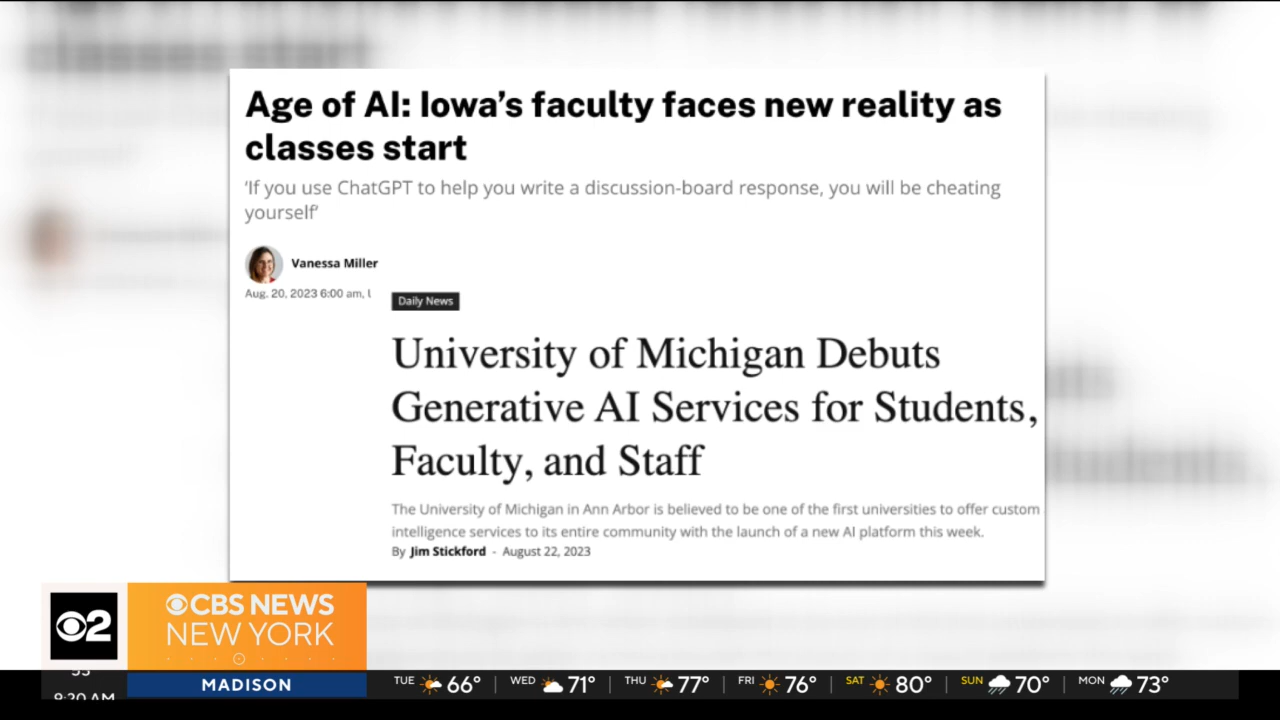 Age of AI: Iowa's faculty faces new reality as
classes start
'If you use ChatGPT to help you write a discussion-board response, you will be cheating
yourself'
Vanessa Miller
Aug. 20, 2023 6:00 am,
Daily News
University of Michigan Debuts
Generative AI Services for Students,
Faculty, and Staff
The University of Michigan in Ann Arbor is believed to be one of the first universities to offer custom
intelligence services to its entire community with the launch of a new AI platform this week.
By Jim Stickford - August 22, 2023
2
CBS NEWS
NEW YORK
9:20 AM
MADISON
TUE 66° | WED 71° | THU 77° | FRI 76° | SAT 80° | SUN 70° | MON 73°